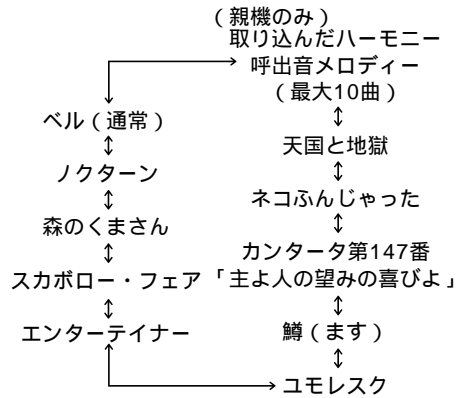 （親機のみ）
取り込んだハーモニー
呼出音メロディー
（最大10曲）
ベル（通常）
天国と地獄
ノクターン
ネコふんじゃった
森のくまさん
カンタータ第147番
スカボロー・フェア
「主よ人の望みの喜びよ」
エンターテイナー
鱒（ます）
ユモレスク